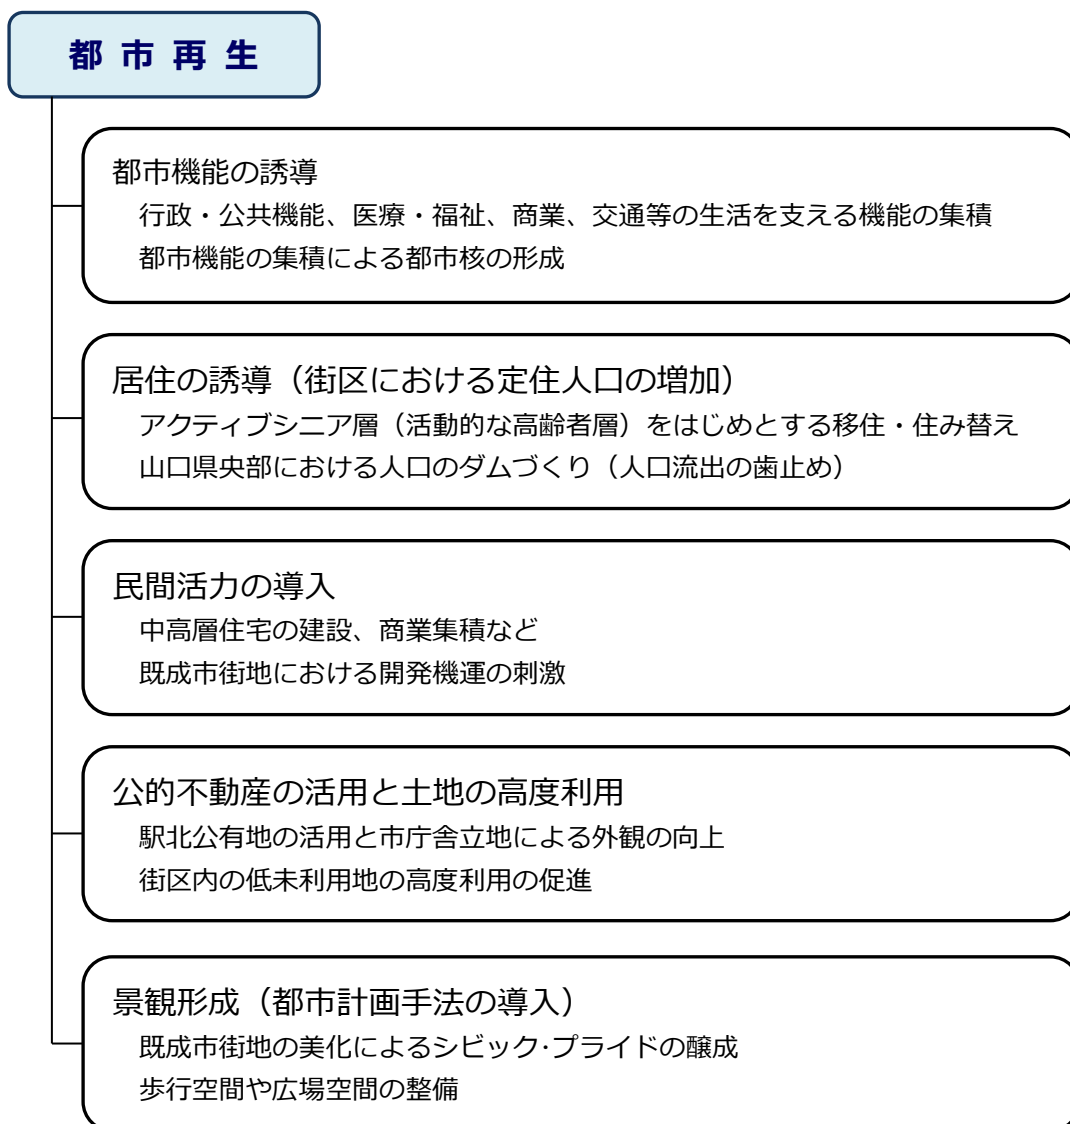 都市再生
都市機能の誘導
行政・公共機能、医療・福祉、商業、交通等の生活を支える機能の集積
都市機能の集積による都市核の形成
居住の誘導（街区における定住人口の増加）
アクティブシニア層（活動的な高齢者層）をはじめとする移住・住み替え
山口県央部における人口のダムづくり（人口流出の歯止め）
民間活力の導入
中高層住宅の建設、商業集積など
既成市街地における開発機運の刺激
公的不動産の活用と土地の高度利用
駅北公有地の活用と市庁舎立地による外観の向上
街区内の低未利用地の高度利用の促進
景観形成（都市計画手法の導入）
既成市街地の美化によるシビック・プライドの醸成
歩行空間や広場空間の整備